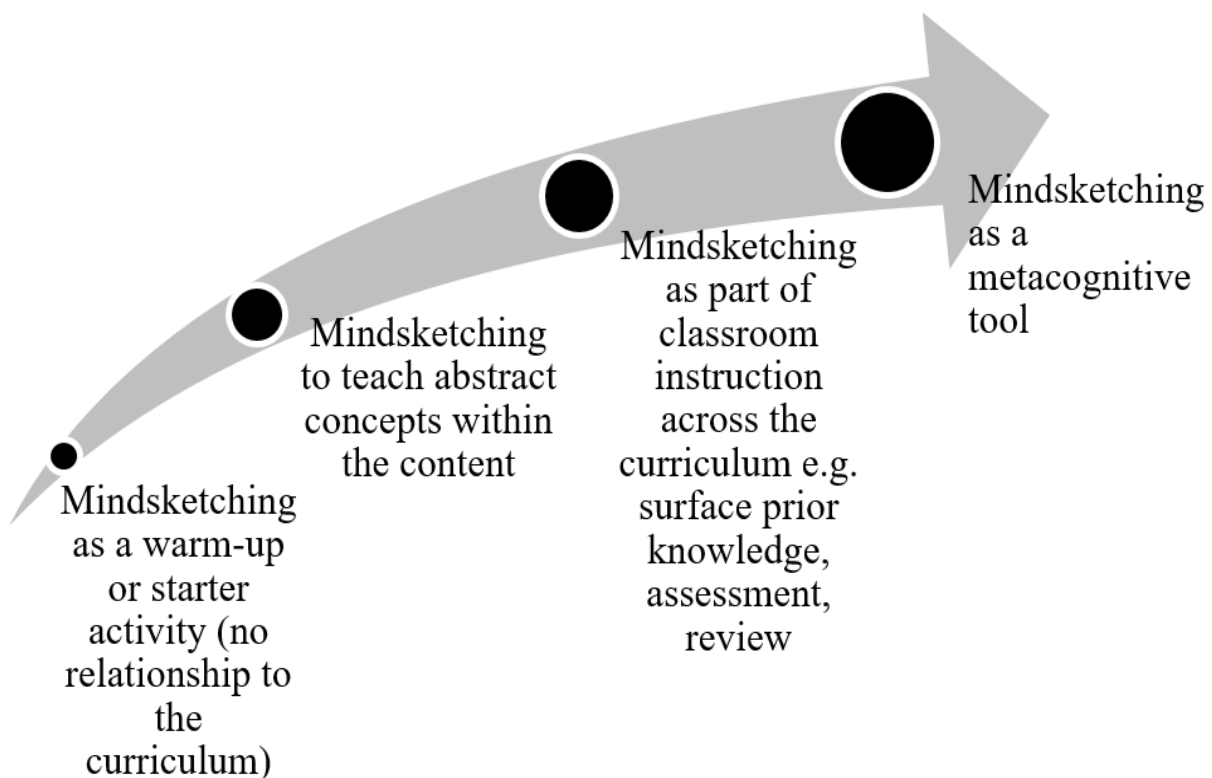 Mindsketching
as a warm-up
or starter
activity (no
relationship to
the
curriculum)
Mindsketching
to teach abstract
concepts within
the content
Mindsketching
as part of
classroom
instruction
across the
curriculum e.g.
surface prior
knowledge,
assessment,
review
Mindsketching
as a
metacognitive
tool